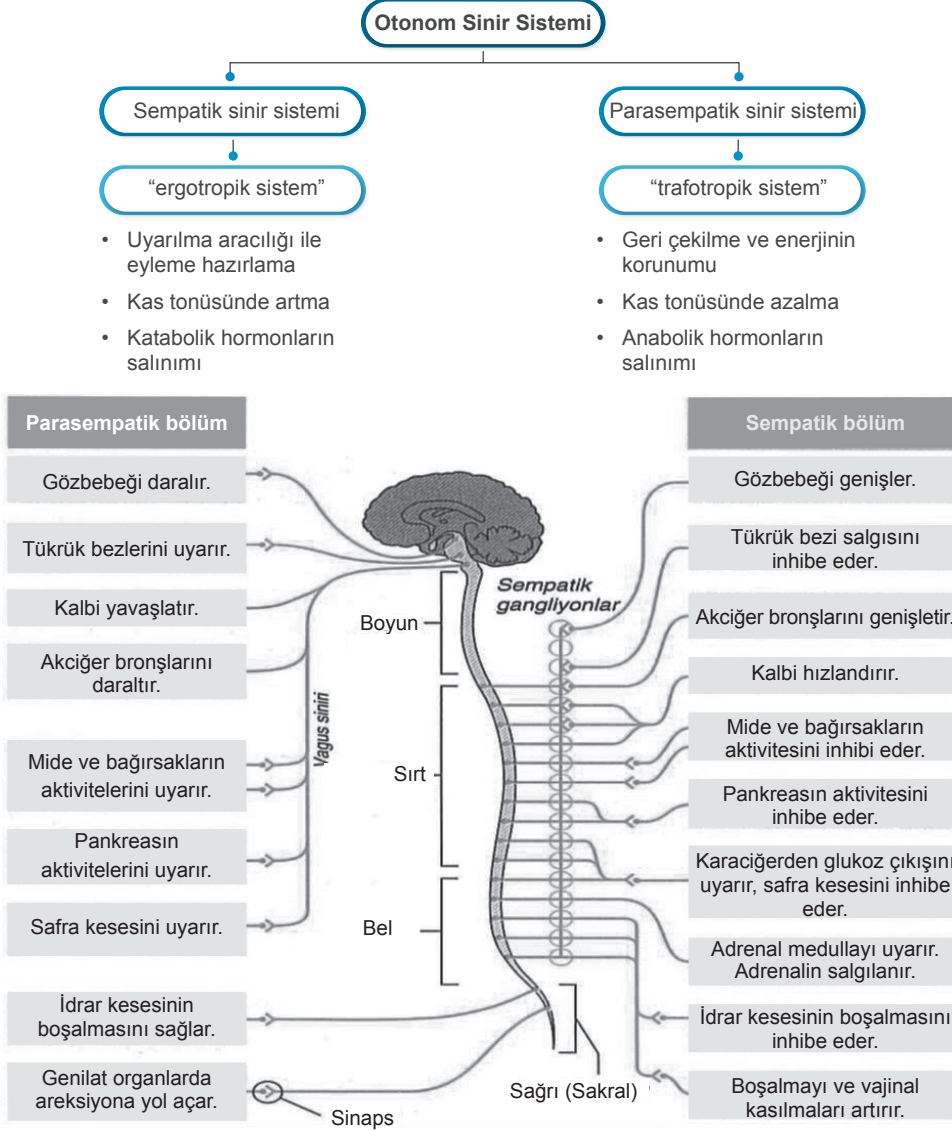 Otonom Sinir Sistemi
Sempatik sinir sistemi
Parasempatik sinir sistemi
“ergotropik sistem”
“trafotropik sistem”
• Uyarılma aracılığı ile
eyleme hazırlama
• Kas tonüsünde artma
• Katabolik hormonların
salınımı
• Geri çekilme ve enerjinin
korunumu
• Kas tonüsünde azalma
• Anabolik hormonların
salınımı
Parasempatik bölüm
Gözbebeği daralır.
Tükrük bezlerini uyarır.
Kalbi yavaşlatır.
Akciğer bronşlarını
daraltır.
Mide ve bağırsakların
aktivitelerini uyarır.
Pankreasın
aktivitelerini uyarır.
Safra kesesini uyarır.
İdrar kesesinin
boşalmasını sağlar.
Genilat organlarda
areksiyona yol açar.
Vagus siniri
Sinaps
Boyun
Sırt
Bel
Sağrı (Sakral)
Sempatik
gangliyonlar
Sempatik bölüm
Gözbebeği genişler.
Tükrük bezi salgısını
inhibe eder.
Akciğer bronşlarını genişletir.
Kalbi hızlandırır.
Mide ve bağırsakların
aktivitesini inhibi eder.
Pankreasın aktivitesini
inhibe eder.
Karaciğerden glukoz çıkışını
uyarır, safra kesesini inhibe
eder.
Adrenal medullayı uyarır.
Adrenalin salgılanır.
İdrar kesesinin boşalmasını
inhibe eder.
Boşalmayı ve vajinal
kasılmaları artırır.